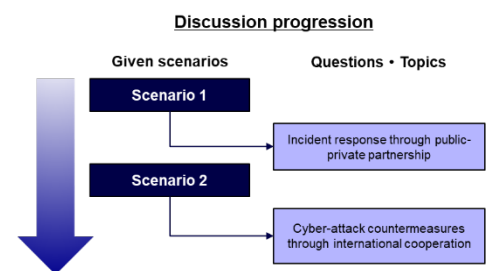 Discussion progression
Given scenarios
Questions・Topics
Scenario 1
Incident response through public-
private partnership
Scenario 2
Cyber-attack countermeasures
through international cooperation